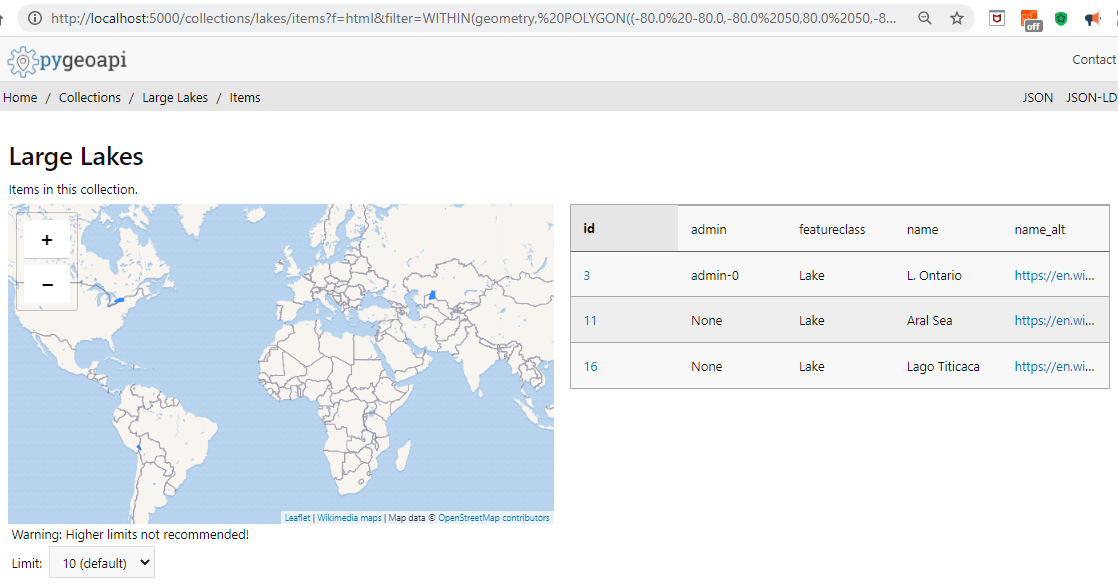 http://localhost:5000/collections/lakes/items?f=html&filter=WITHIN(geometry,%20POLYGON((-80.0%20-80.0,-80.0%2050,80.0%2050,-8...
off
pygeoapi
Contact
Home / Collections / Large Lakes / Items
JSON JSON-LD
Large Lakes
Items in this collection.
+
−
id admin featureclass name name_alt
3 admin-0 Lake L. Ontario https://en.wi...
11 None Lake Aral Sea https://en.wi...
16 None Lake Lago Titicaca https://en.wi...
Leaflet | Wikimedia maps | Map data © OpenStreetMap contributors
Warning: Higher limits not recommended!
Limit: 10 (default)